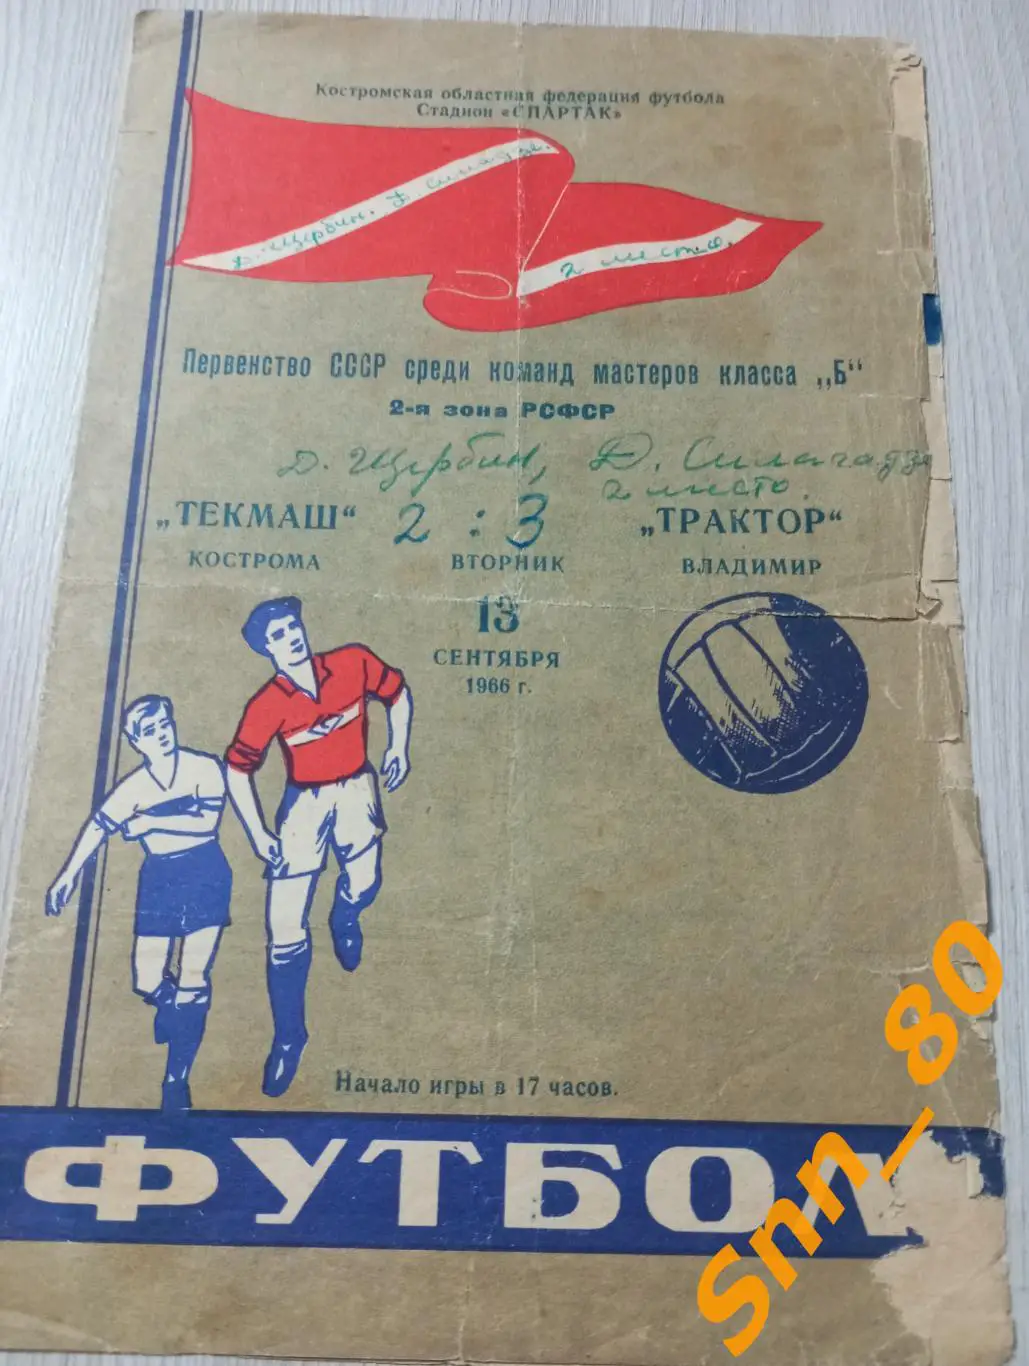 Костромская областная федерация футбола
Стадион «СПАРТАК»
Д. Щербин. Д. Силагадзе.
2 место.
Первенство СССР среди команд мастеров класса „Б“
2-я зона РСФСР
Д. Щербин, Д. Силагадзе
2 место.
„ТЕКМАШ“ 2 : 3 „ТРАКТОР“
КОСТРОМА ВТОРНИК ВЛАДИМИР
13
СЕНТЯБРЯ
1966 г.
Начало игры в 17 часов.
ФУТБОЛ
Snn_80